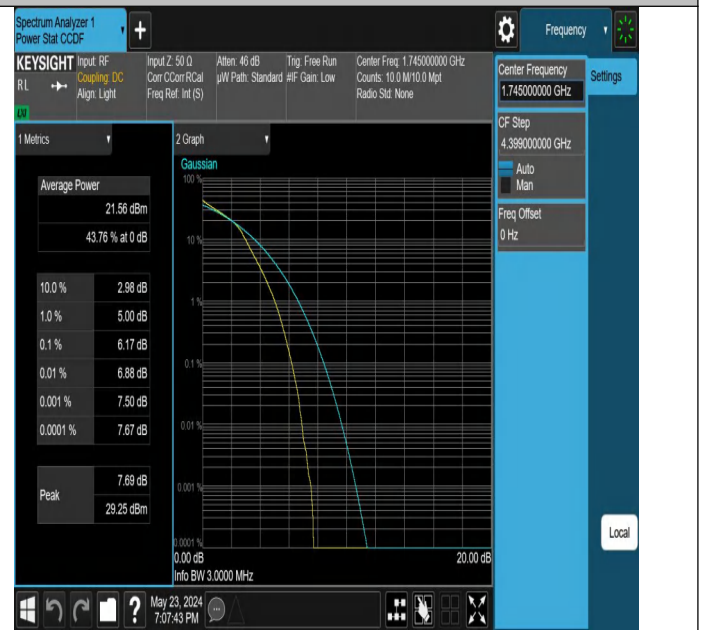 Spectrum Analyzer 1
Power Stat CCDF
+
Frequency
KEYSIGHT
RL
LXI
Input: RF
Coupling: DC
Align: Light
Input Z: 50 Ω
Corr CCorr RCal
Freq Ref: Int (S)
Atten: 46 dB
µW Path: Standard
Trig: Free Run
#IF Gain: Low
Center Freq: 1.745000000 GHz
Counts: 10.0 M/10.0 Mpt
Radio Std: None
Center Frequency
1.745000000 GHz
Settings
CF Step
4.399000000 GHz
Auto
Man
Freq Offset
0 Hz
1 Metrics
Average Power
21.56 dBm
43.76 % at 0 dB
10.0 % 2.98 dB
1.0 % 5.00 dB
0.1 % 6.17 dB
0.01 % 6.88 dB
0.001 % 7.50 dB
0.0001 % 7.67 dB
Peak
7.69 dB
29.25 dBm
2 Graph
Gaussian
100 %
10 %
1 %
0.1 %
0.01 %
0.001 %
0.0001 %
0.00 dB 20.00 dB
Info BW 3.0000 MHz
Local
?
May 23, 2024
7:07:43 PM